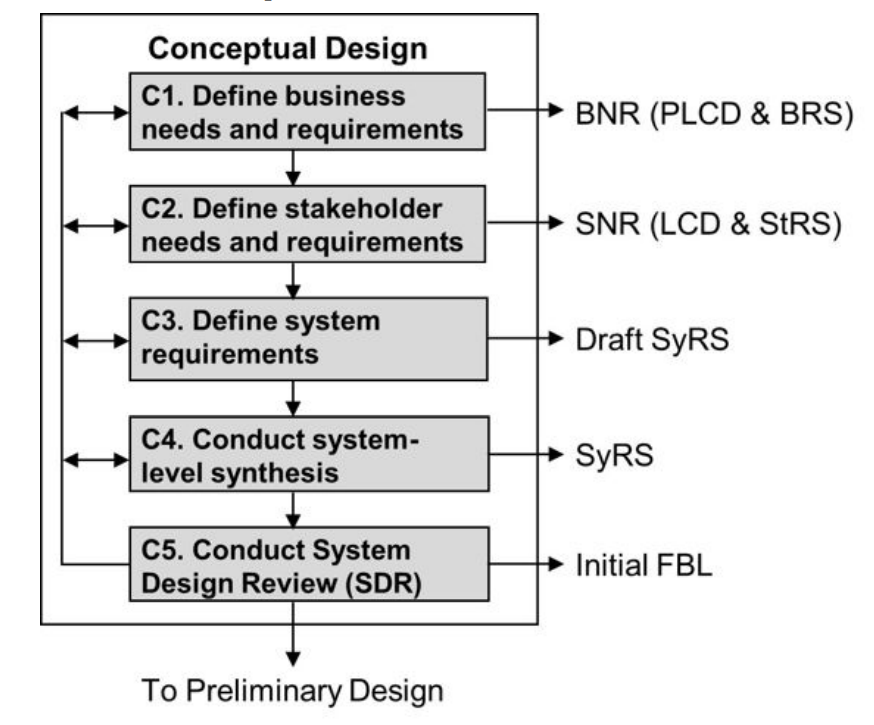 Conceptual Design
C1. Define business
needs and requirements
BNR (PLCD & BRS)
C2. Define stakeholder
needs and requirements
SNR (LCD & StRS)
C3. Define system
requirements
Draft SyRS
C4. Conduct system-
level synthesis
SyRS
C5. Conduct System
Design Review (SDR)
Initial FBL
To Preliminary Design